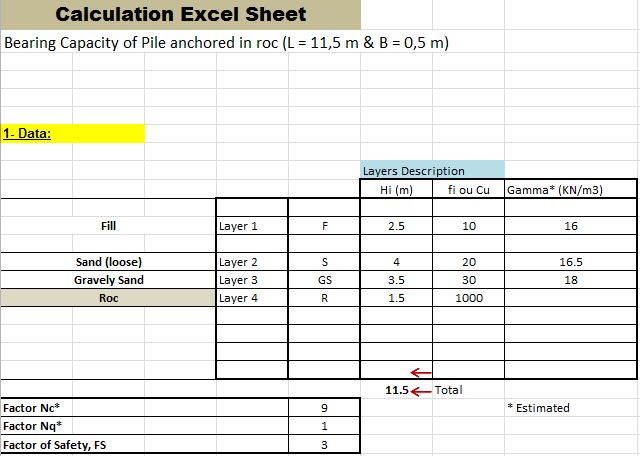 Calculation Excel Sheet
Bearing Capacity of Pile anchored in roc (L = 11,5 m & B = 0,5 m)
1- Data:
Layers Description
Hi (m) fi ou Cu Gamma* (KN/m3)
Fill Layer 1 F 2.5 10 16
Sand (loose) Layer 2 S 4 20 16.5
Gravely Sand Layer 3 GS 3.5 30 18
Roc Layer 4 R 1.5 1000
11.5 Total
Factor Nc* 9 * Estimated
Factor Nq* 1
Factor of Safety, FS 3